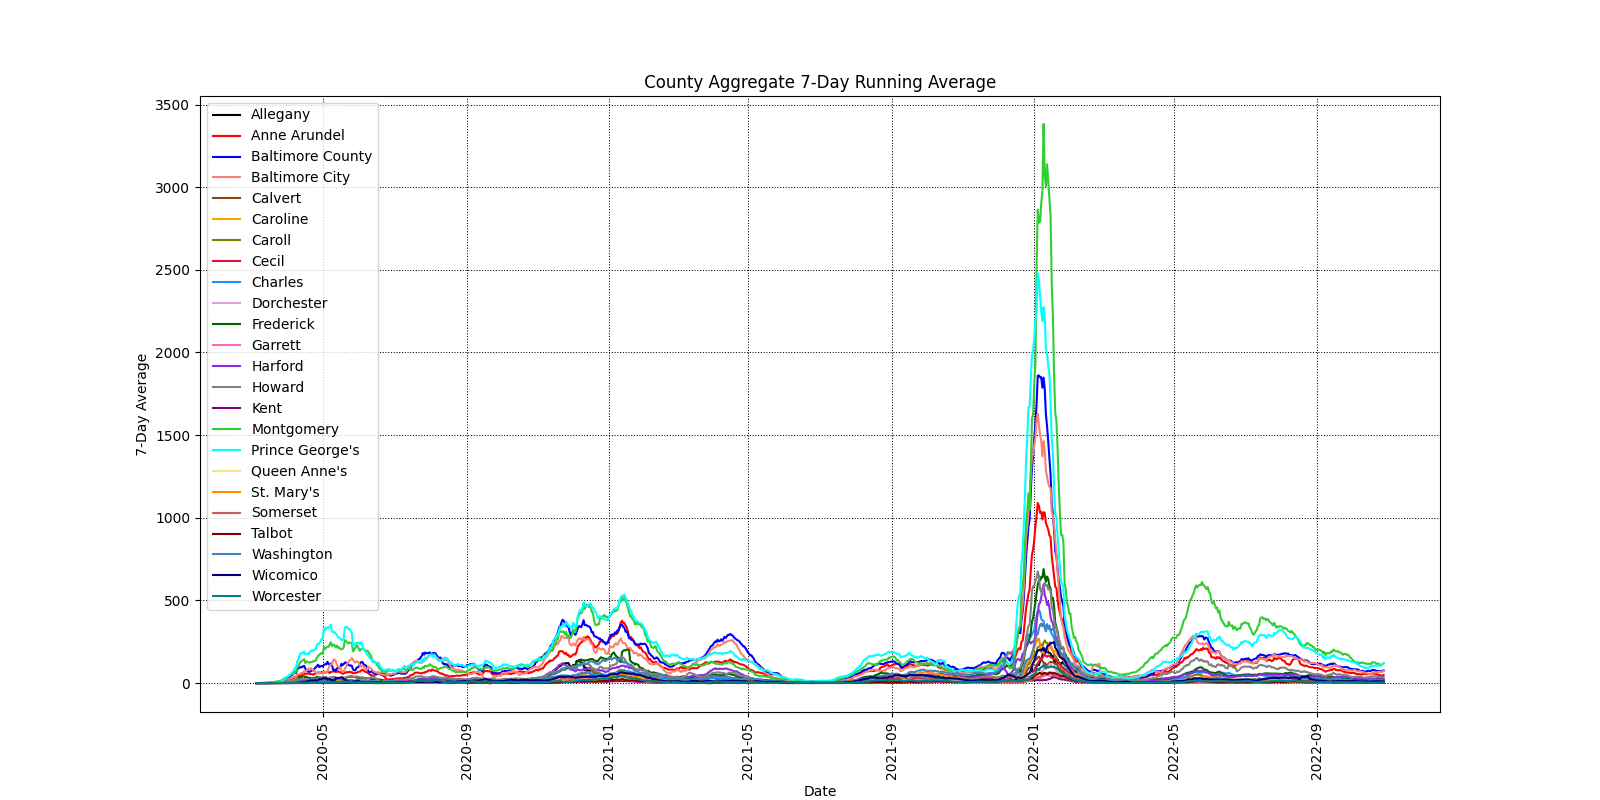 County Aggregate 7-Day Running Average
3500
3000
2500
2000
1500
1000
500
0
7-Day Average
Allegany
Anne Arundel
Baltimore County
Baltimore City
Calvert
Caroline
Caroll
Cecil
Charles
Dorchester
Frederick
Garrett
Harford
Howard
Kent
Montgomery
Prince George's
Queen Anne's
St. Mary's
Somerset
Talbot
Washington
Wicomico
Worcester
2020-05
2020-09
2021-01
2021-05
2021-09
2022-01
2022-05
2022-09
Date